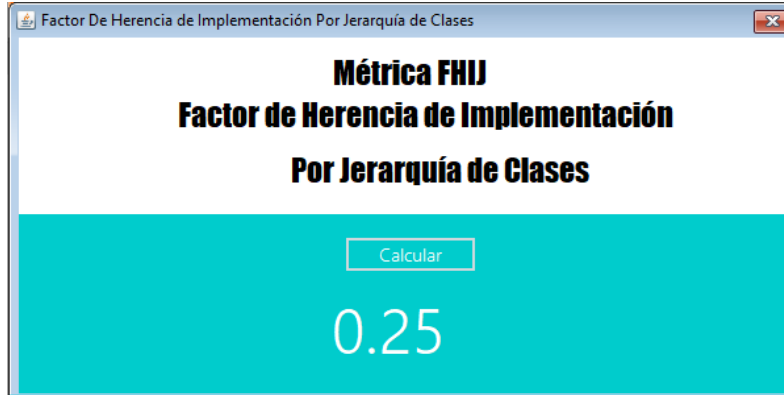 Factor De Herencia de Implementación Por Jerarquía de Clases
Métrica FHIJ
Factor de Herencia de Implementación
Por Jerarquía de Clases
Calcular
0.25